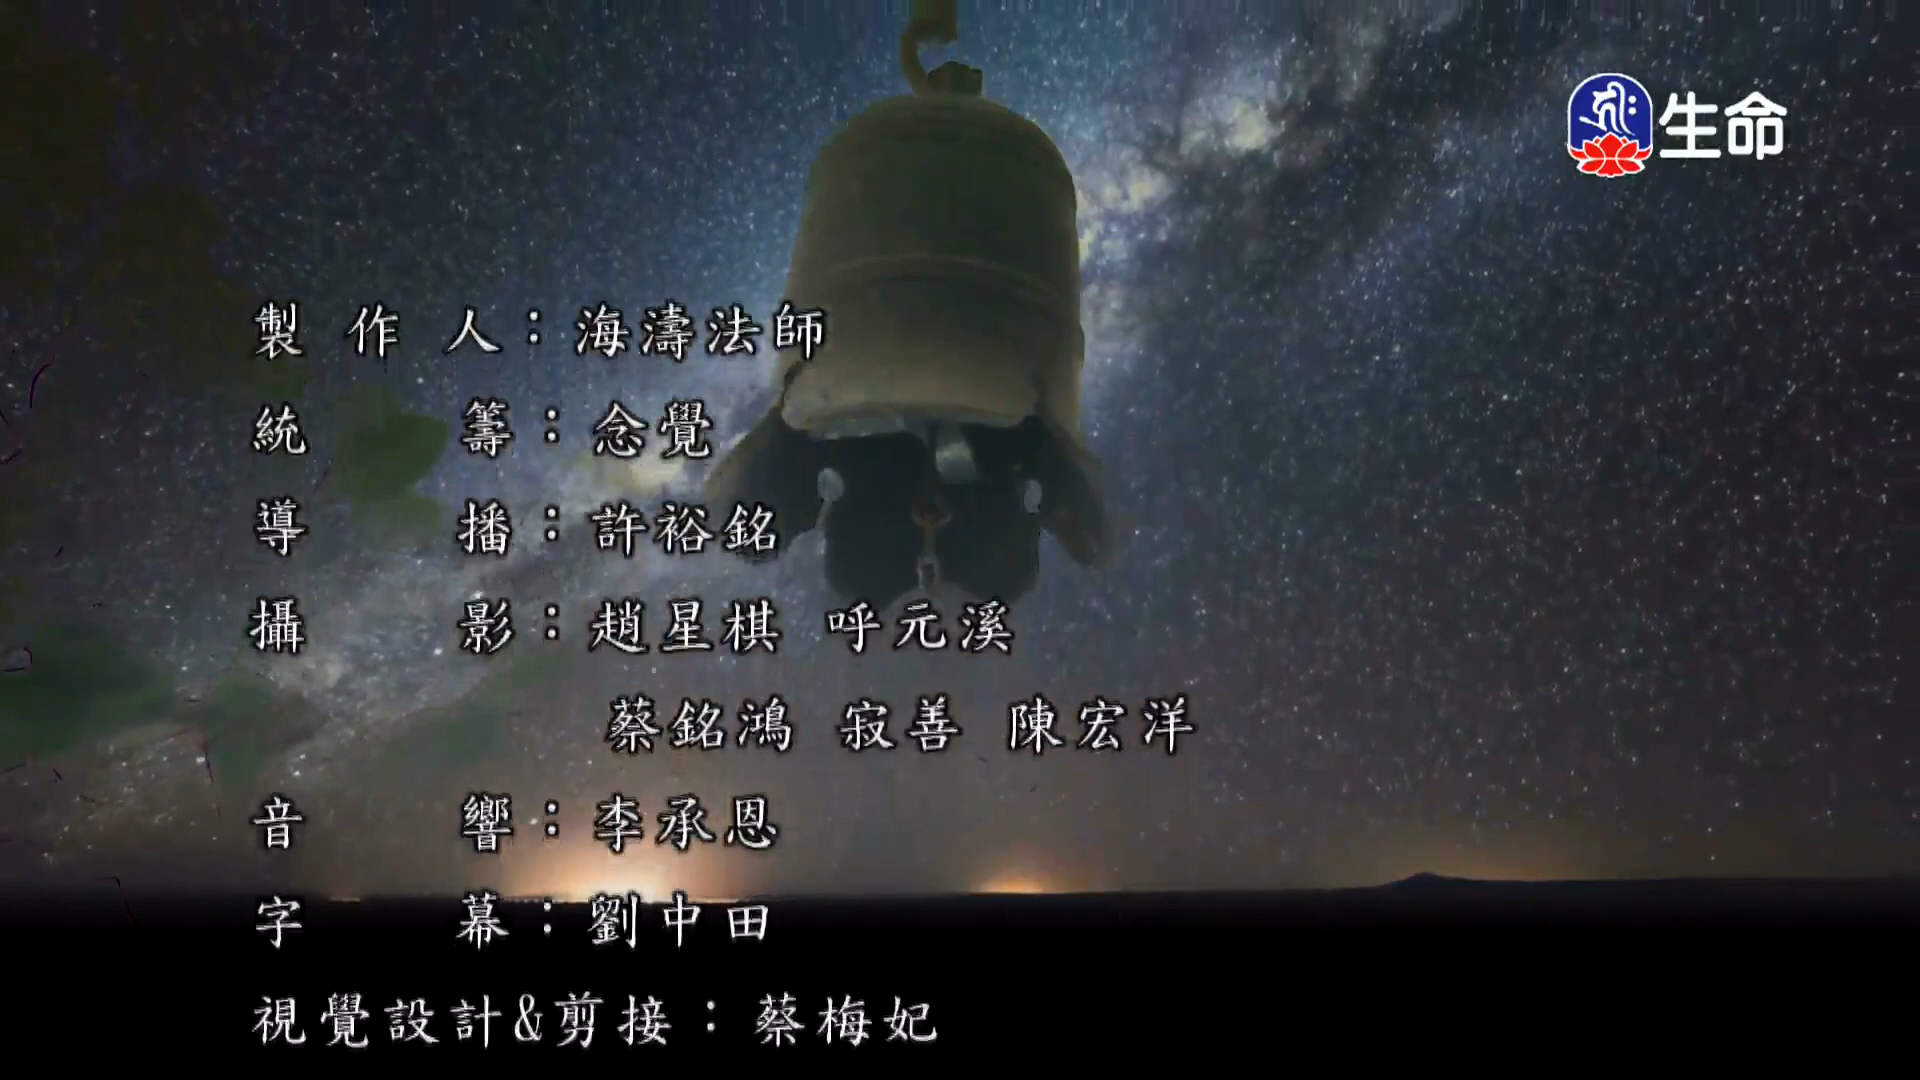 生命
製作人：海濤法師
統籌：念覺
導播：許裕銘
攝影：趙星棋 呼元溪
蔡銘鴻 寂善 陳宏洋
音響：李承恩
字幕：劉中田
視覺設計&剪接：蔡梅妃